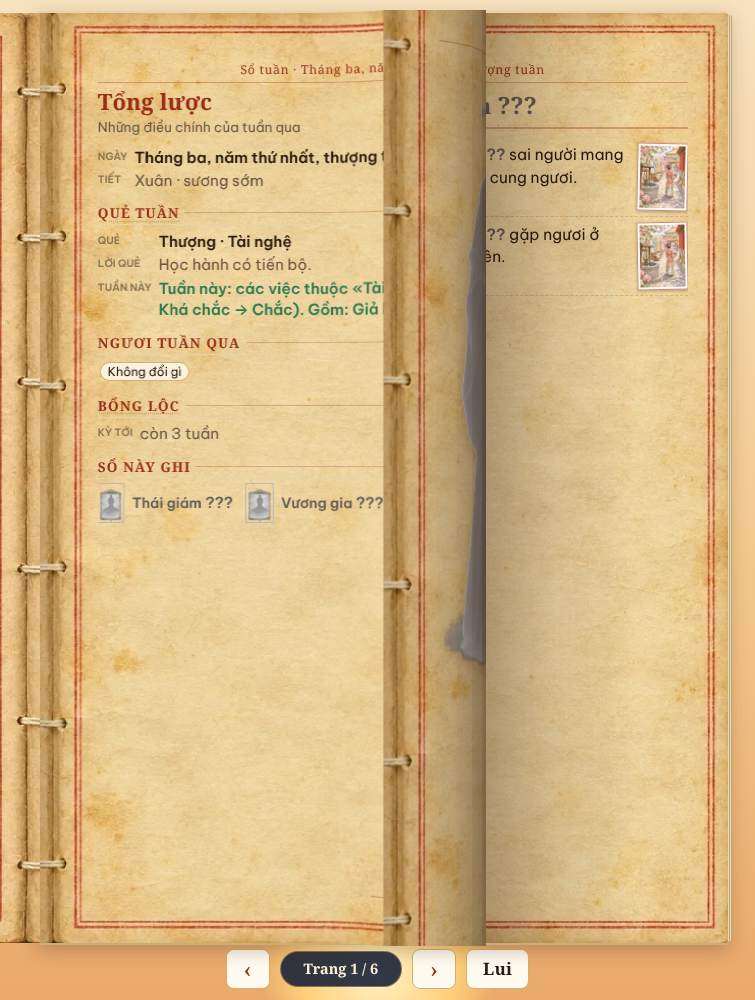 Sổ tuần · Tháng ba, nă
Tổng lược
Những điều chính của tuần qua
NGÀY Tháng ba, năm thứ nhất, thượng t
TIẾT Xuân · sương sớm
QUẺ TUẦN
QUẺ Thượng · Tài nghệ
LỜI QUẺ Học hành có tiến bộ.
TUẦN NÀY Tuần này: các việc thuộc «Tài
Khá chắc → Chắc). Gồm: Giả
NGƯƠI TUẦN QUA
Không đổi gì
BỔNG LỘC
KỲ TỚI còn 3 tuần
SỔ NÀY GHI
Thái giám ??? Vương gia ???
ợng tuần
???
?? sai người mang
cung ngươi.
?? gặp ngươi ở
ên.
‹ Trang 1 / 6 › Lui